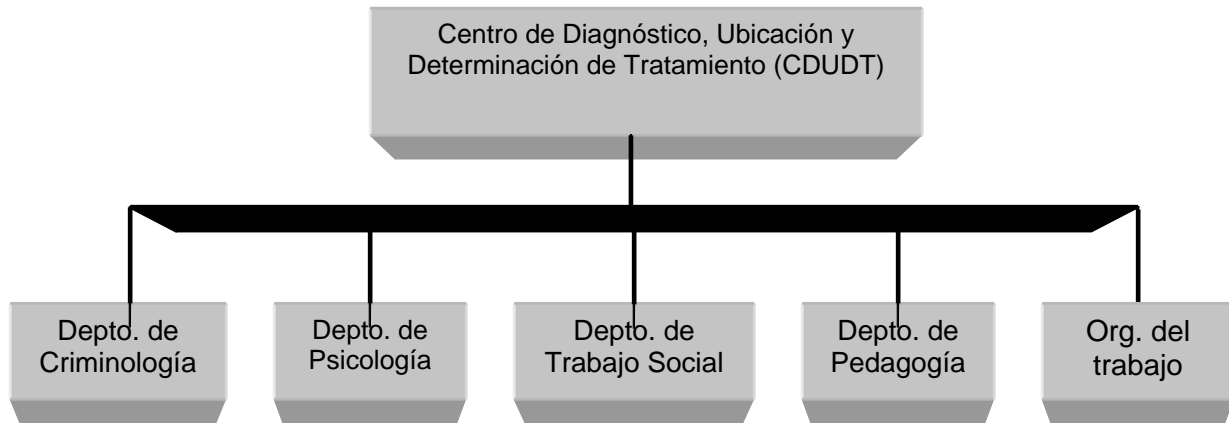 Centro de Diagnóstico, Ubicación y
Determinación de Tratamiento (CDUDT)
Depto. de
Criminología
Depto. de
Psicología
Depto. de
Trabajo Social
Depto. de
Pedagogía
Org. del
trabajo